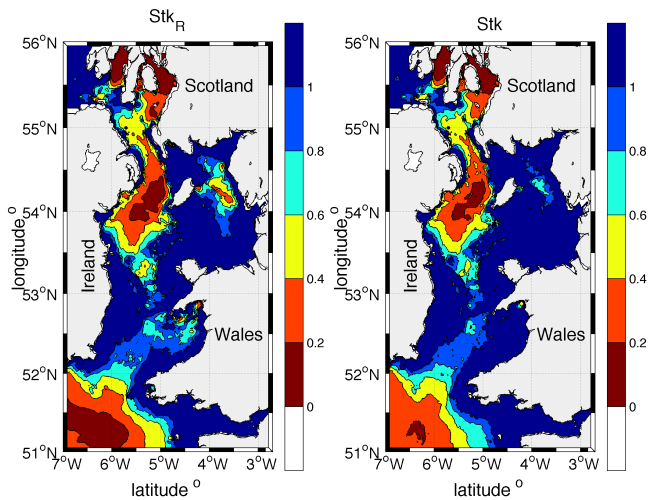 Stk_R
Stk
56°N
55°N
54°N
53°N
52°N
51°N
7°W
6°W
5°W
4°W
3°W
longitude °
latitude °
Scotland
Ireland
Wales
1
0.8
0.6
0.4
0.2
0
56°N
55°N
54°N
53°N
52°N
51°N
7°W
6°W
5°W
4°W
3°W
longitude °
latitude °
Scotland
Ireland
Wales
1
0.8
0.6
0.4
0.2
0